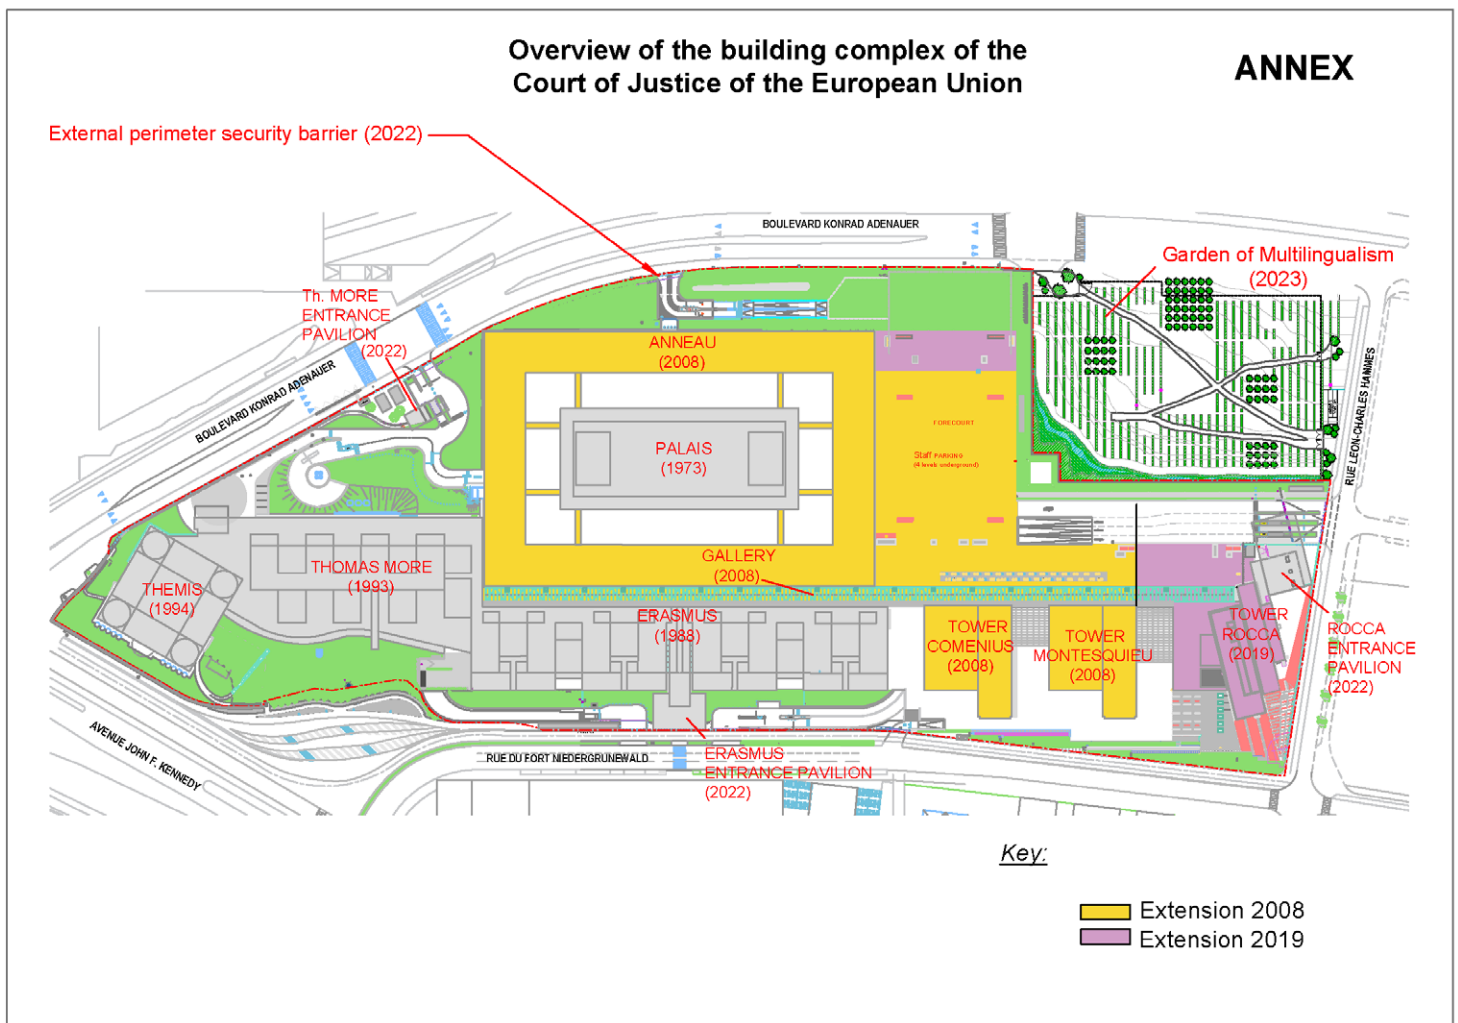 Overview of the building complex of the
Court of Justice of the European Union
ANNEX
External perimeter security barrier (2022)
BOULEVARD KONRAD ADENAUER
Garden of Multilingualism
(2023)
Th. MORE
ENTRANCE
PAVILION
(2022)
BOULEVARD KONRAD ADENAUER
ANNEAU
(2008)
RUE LEON-CHARLES HAMMES
FORECOURT
PALAIS
(1973)
Staff PARKING
(4 levels underground)
GALLERY
(2008)
THOMAS MORE
(1993)
THEMIS
(1994)
ERASMUS
(1988)
TOWER
COMENIUS
(2008)
TOWER
MONTESQUIEU
(2008)
TOWER
ROCCA
(2019)
ROCCA
ENTRANCE
PAVILION
(2022)
AVENUE JOHN F. KENNEDY
RUE DU FORT NIEDERGRUNEWALD
ERASMUS
ENTRANCE PAVILION
(2022)
Key:
Extension 2008
Extension 2019